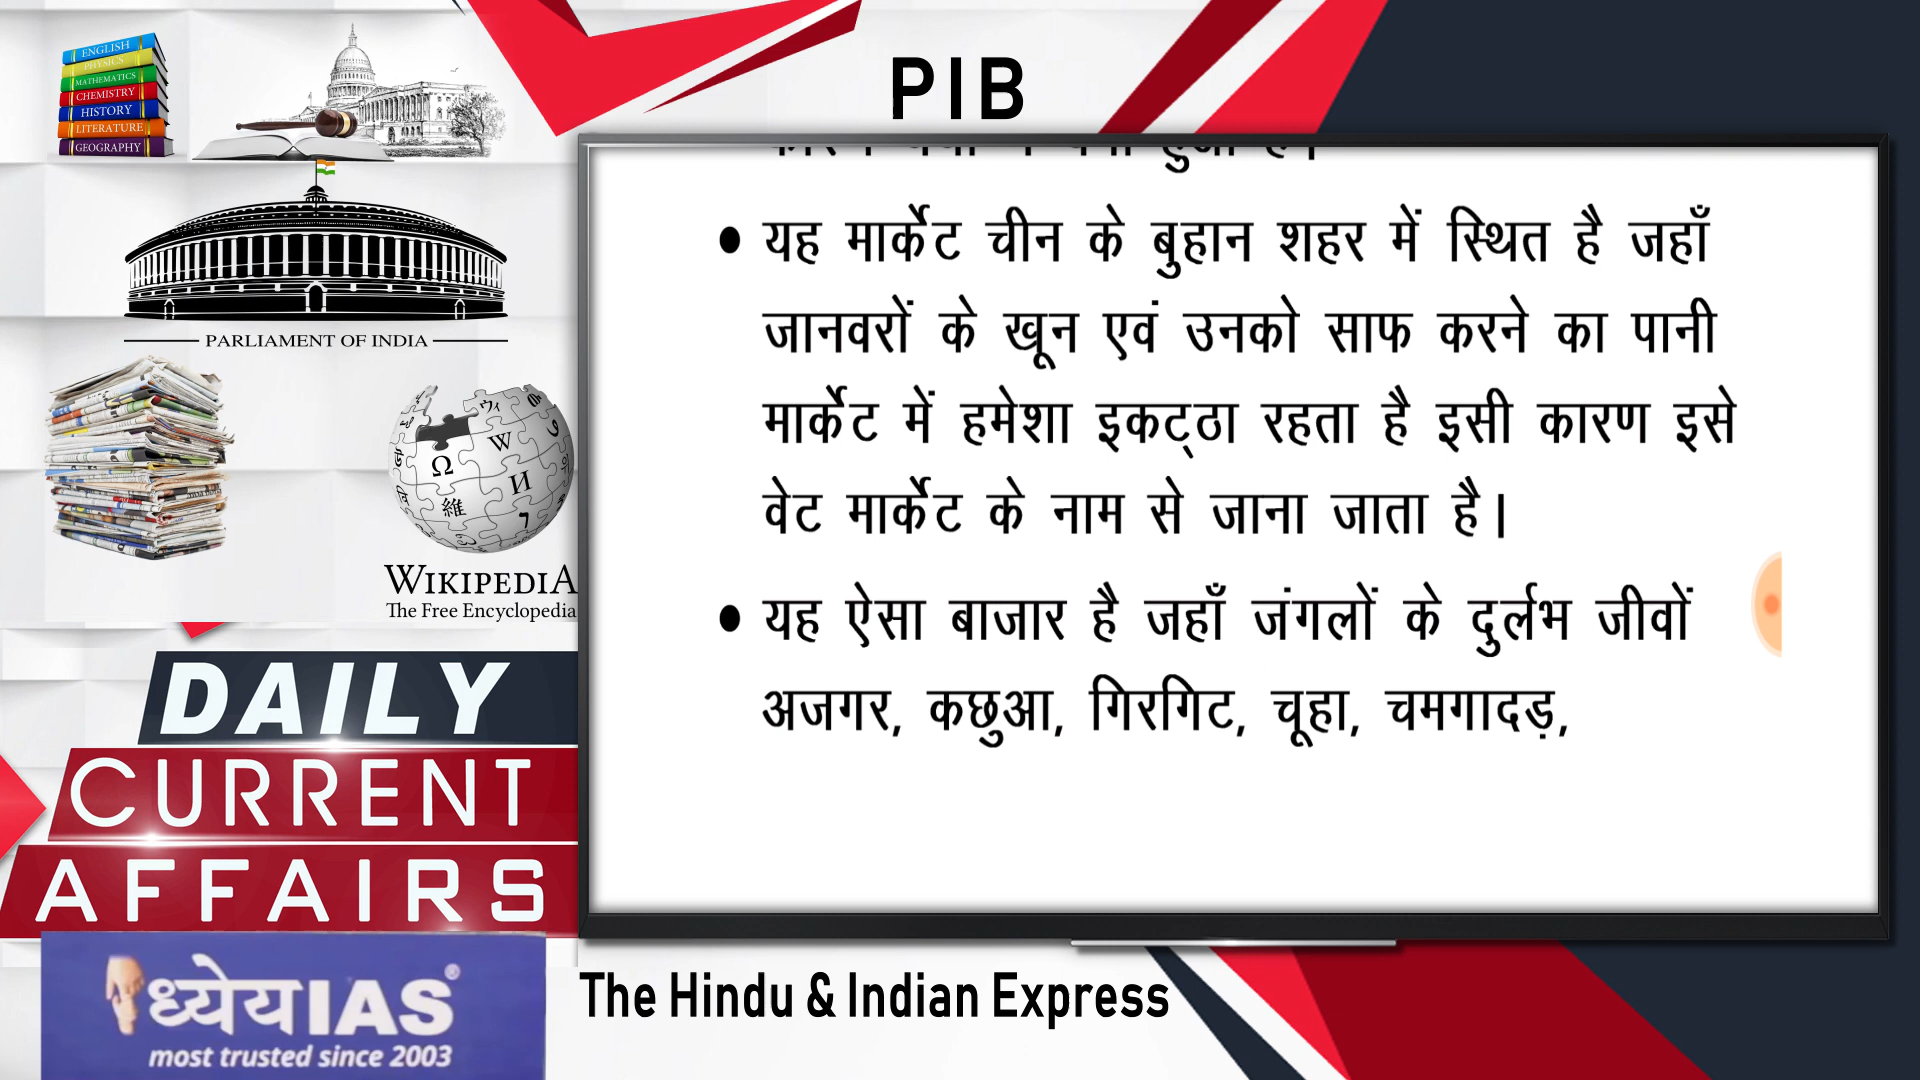 ENGLISH
PHYSICS
MATHEMATICS
CHEMISTRY
HISTORY
LITERATURE
GEOGRAPHY
PARLIAMENT OF INDIA
WIKIPEDIA
The Free Encyclopedia
DAILY
CURRENT
AFFAIRS
ध्येयIAS®
most trusted since 2003
PIB
• यह मार्केट चीन के बुहान शहर में स्थित है जहाँ
जानवरों के खून एवं उनको साफ करने का पानी
मार्केट में हमेशा इकट्ठा रहता है इसी कारण इसे
वेट मार्केट के नाम से जाना जाता है।
• यह ऐसा बाजार है जहाँ जंगलों के दुर्लभ जीवों
अजगर, कछुआ, गिरगिट, चूहा, चमगादड़,
The Hindu & Indian Express